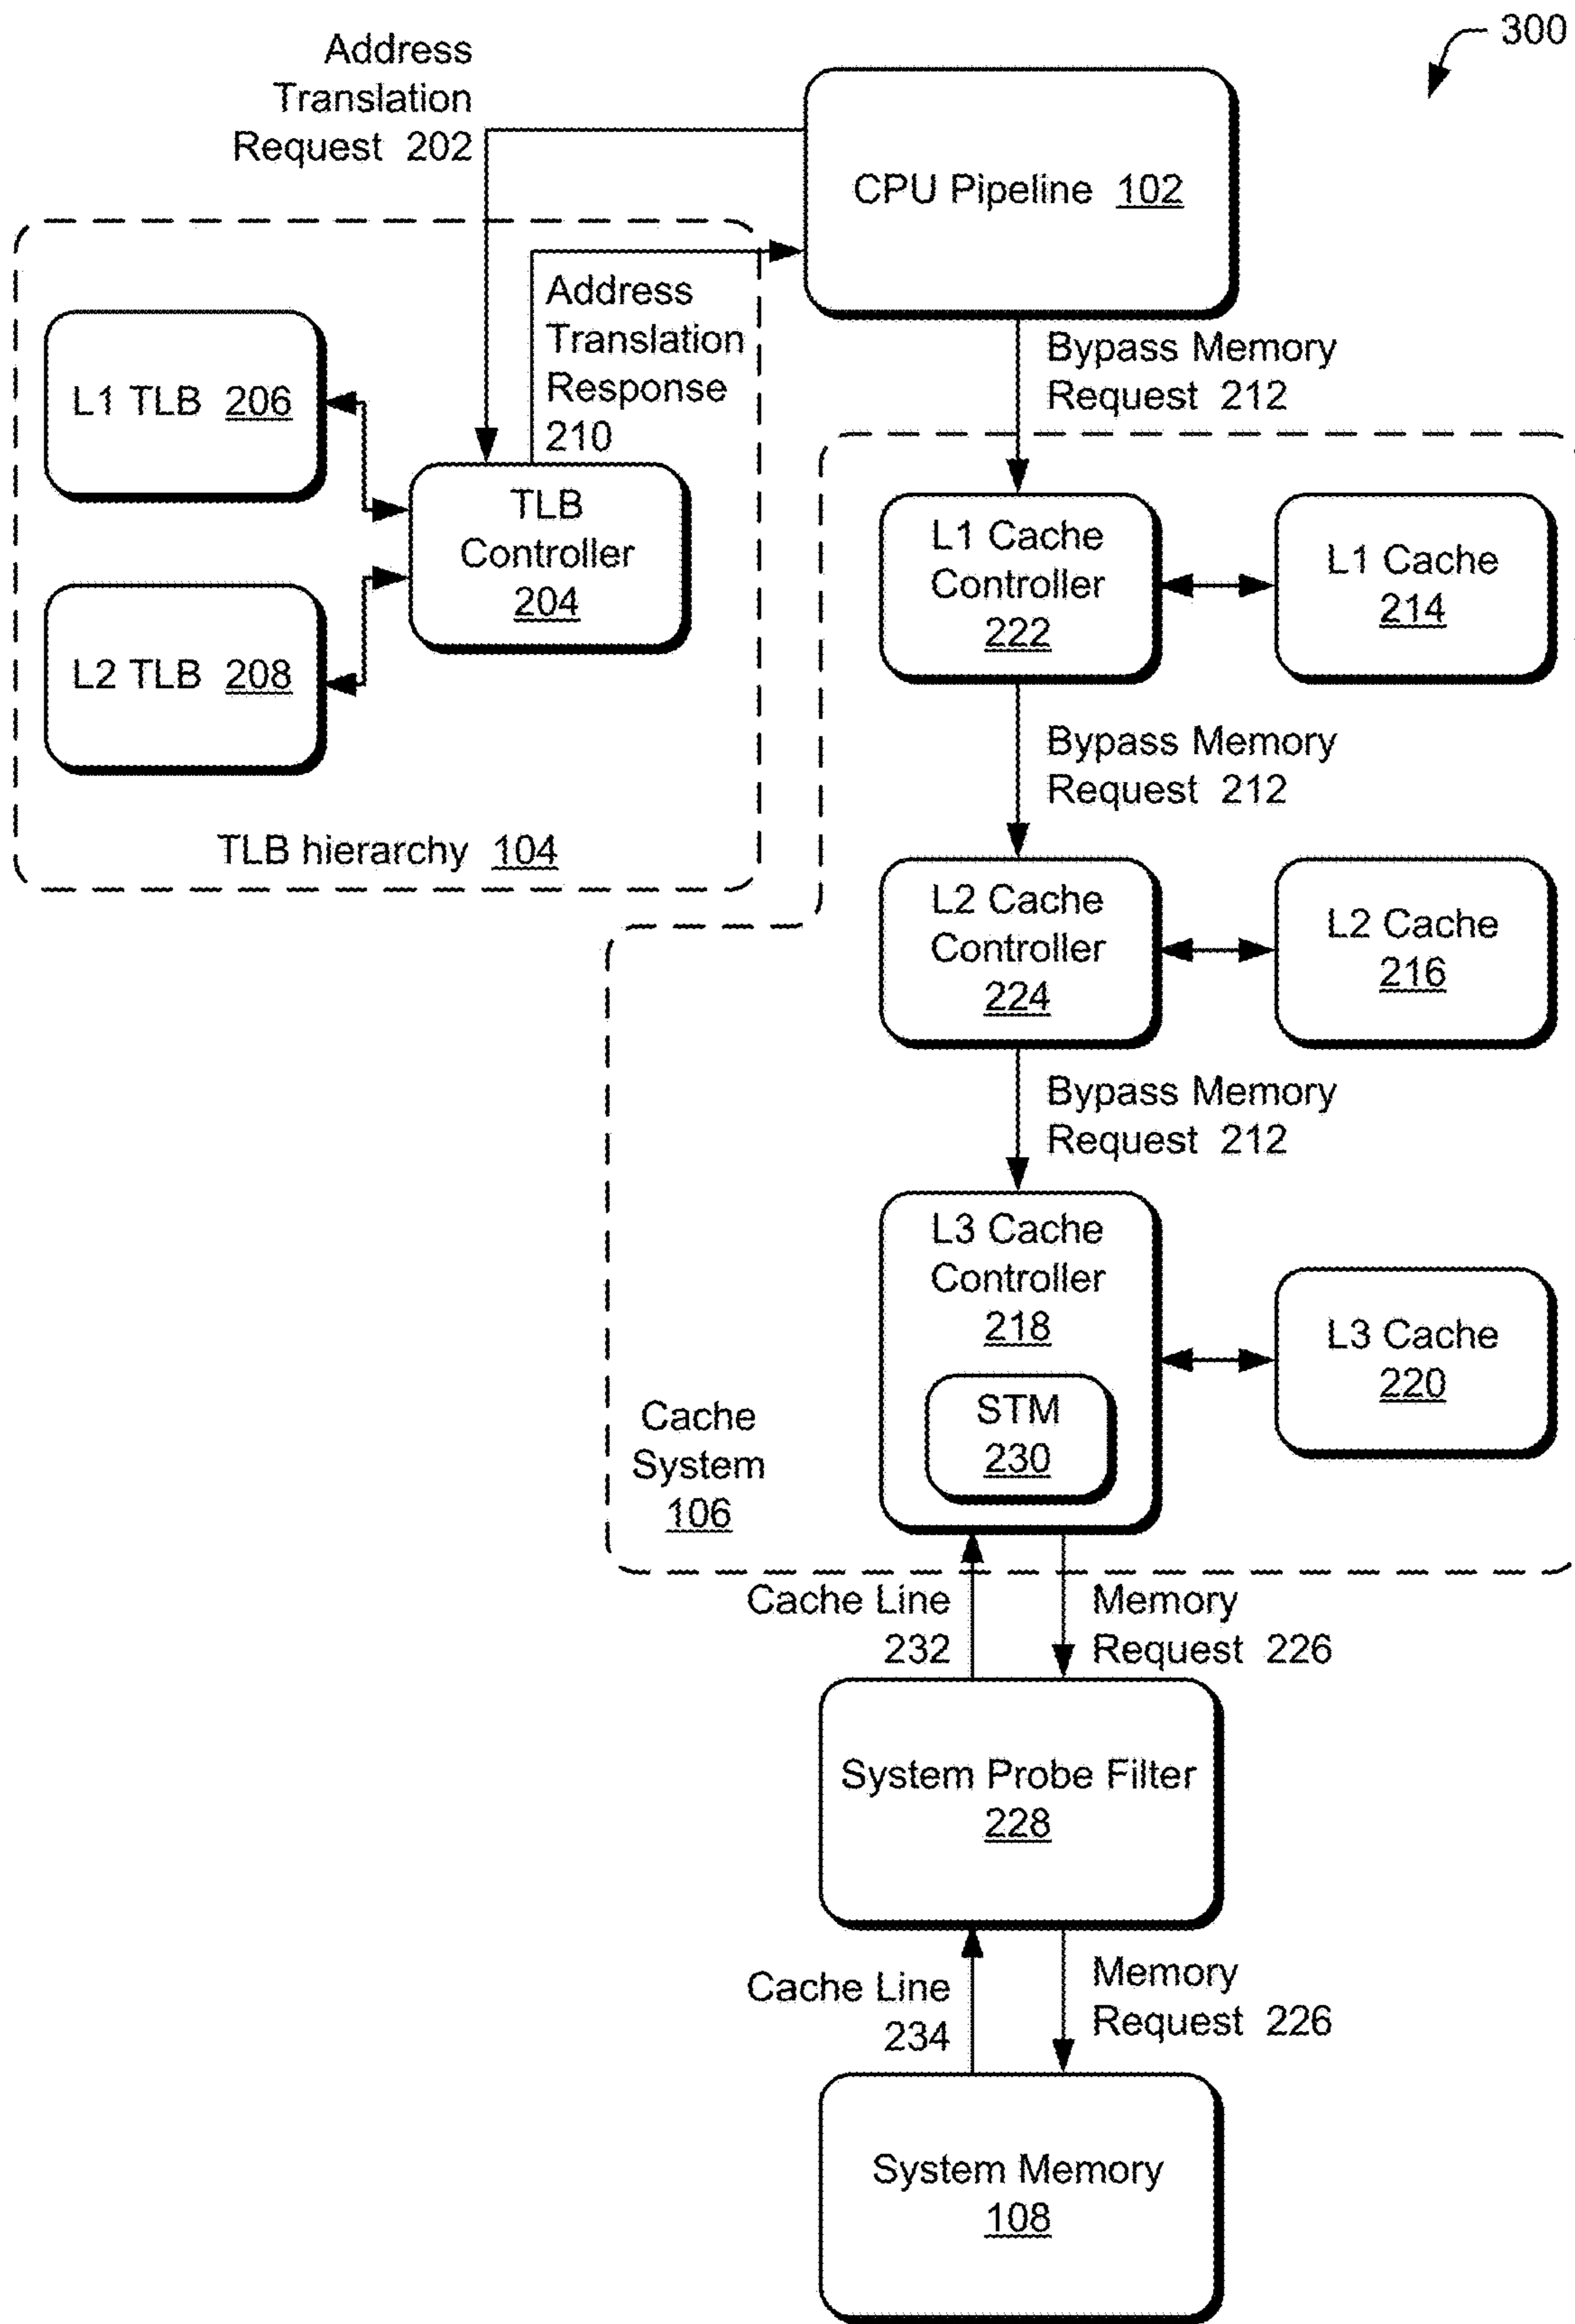 300
Address
Translation
Request 202
CPU Pipeline 102
Address
Translation
Response
210
L1 TLB 206
TLB
Controller
204
L2 TLB 208
TLB hierarchy 104
Bypass Memory
Request 212
L1 Cache
Controller
222
L1 Cache
214
Bypass Memory
Request 212
L2 Cache
Controller
224
L2 Cache
216
Bypass Memory
Request 212
L3 Cache
Controller
218
STM
230
L3 Cache
220
Cache
System
106
Cache Line
232
Memory
Request 226
System Probe Filter
228
Cache Line
234
Memory
Request 226
System Memory
108